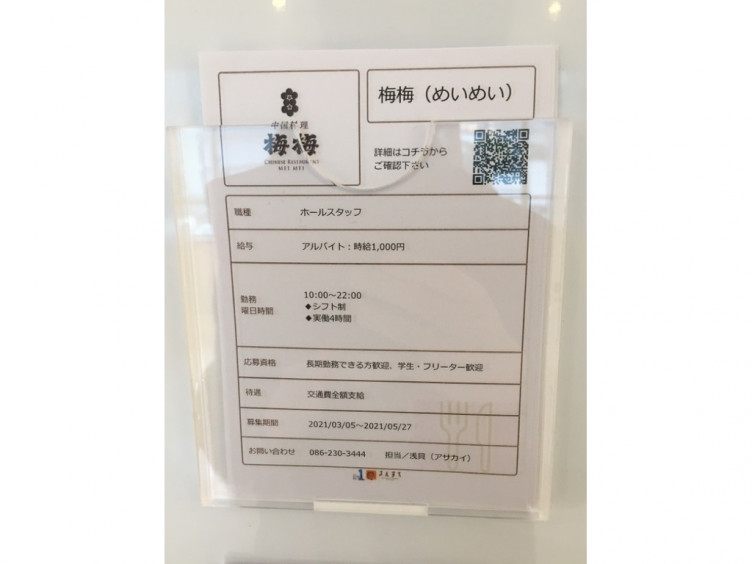 梅梅（めいめい）
中国料理
梅梅
CHINESE RESTAURANT
MEI MEI
詳細はコチラから
ご確認下さい
職種 ホールスタッフ
給与 アルバイト：時給1,000円
勤務
曜日時間
10:00～22:00
◆シフト制
◆実働4時間
応募資格 長期勤務できる方歓迎、学生・フリーター歓迎
待遇 交通費全額支給
募集期間 2021/03/05～2021/05/27
お問い合わせ 086-230-3444 担当／浅貝（アサカイ）